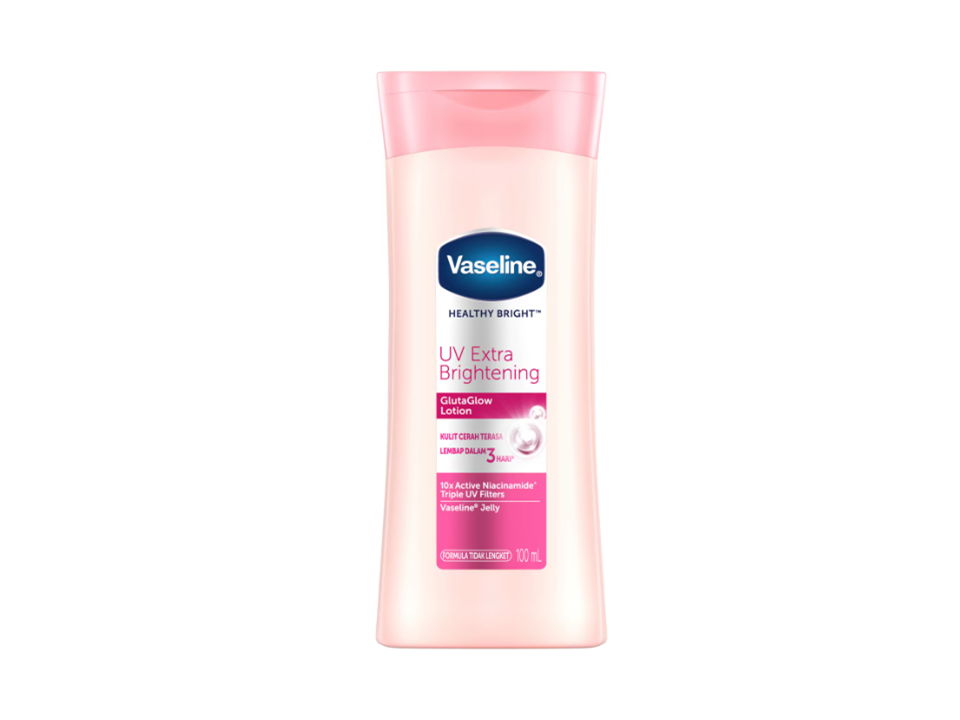 Vaseline®
HEALTHY BRIGHT™
UV Extra
Brightening
GlutaGlow
Lotion
KULIT CERAH TERASA
LEMBAP DALAM 3 HARI*
10x Active Niacinamide^
Triple UV Filters
Vaseline® Jelly
FORMULA TIDAK LENGKET 100 mL